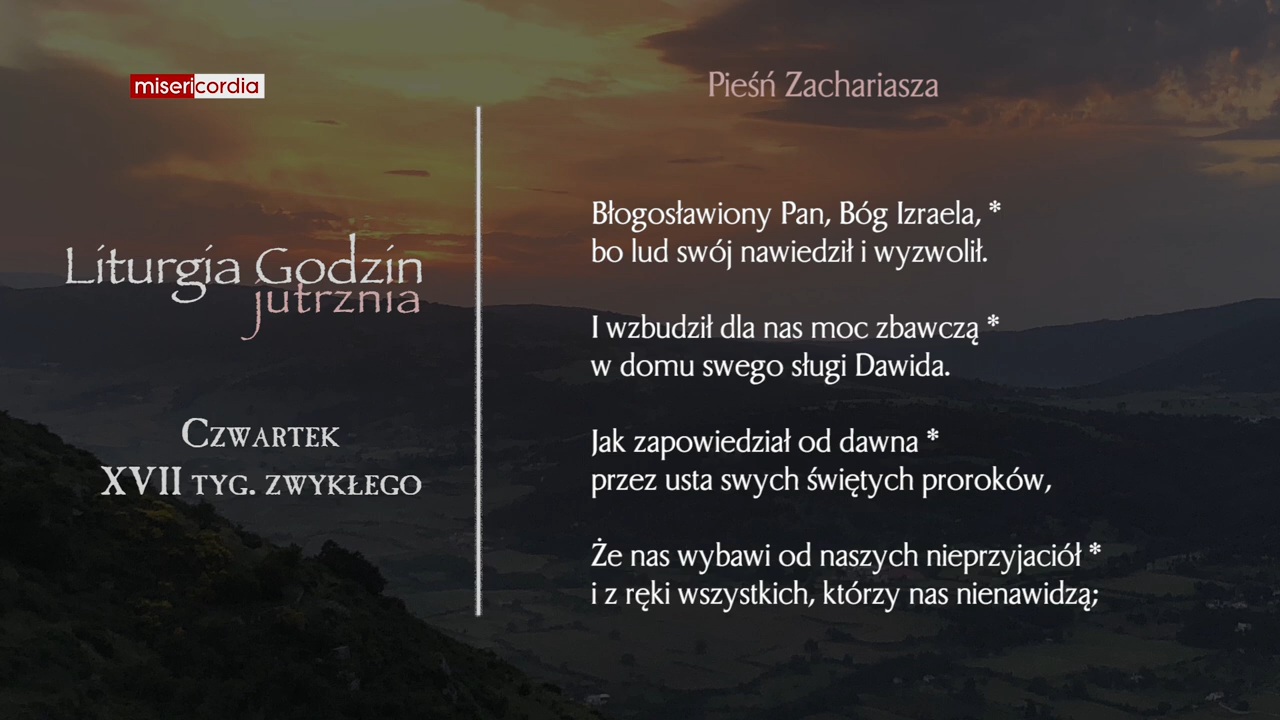 misericordia
Liturgia Godzin
jutrznia
Czwartek
XVII tyg. zwykłego
Pieśń Zachariasza
Błogosławiony Pan, Bóg Izraela, *
bo lud swój nawiedził i wyzwolił.
I wzbudził dla nas moc zbawczą *
w domu swego sługi Dawida.
Jak zapowiedział od dawna *
przez usta swych świętych proroków,
Że nas wybawi od naszych nieprzyjaciół *
i z ręki wszystkich, którzy nas nienawidzą;